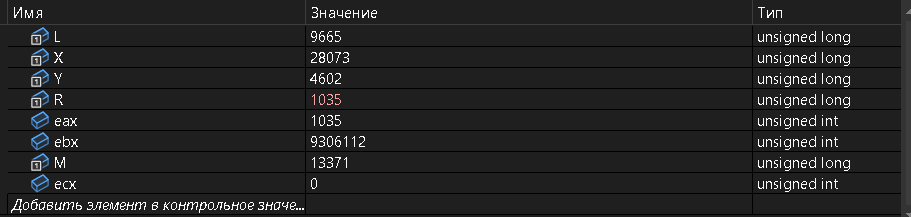 Имя Значение Тип
L 9665 unsigned long
X 28073 unsigned long
Y 4602 unsigned long
R 1035 unsigned long
eax 1035 unsigned int
ebx 9306112 unsigned int
M 13371 unsigned long
ecx 0 unsigned int
Добавить элемент в контрольное значе...